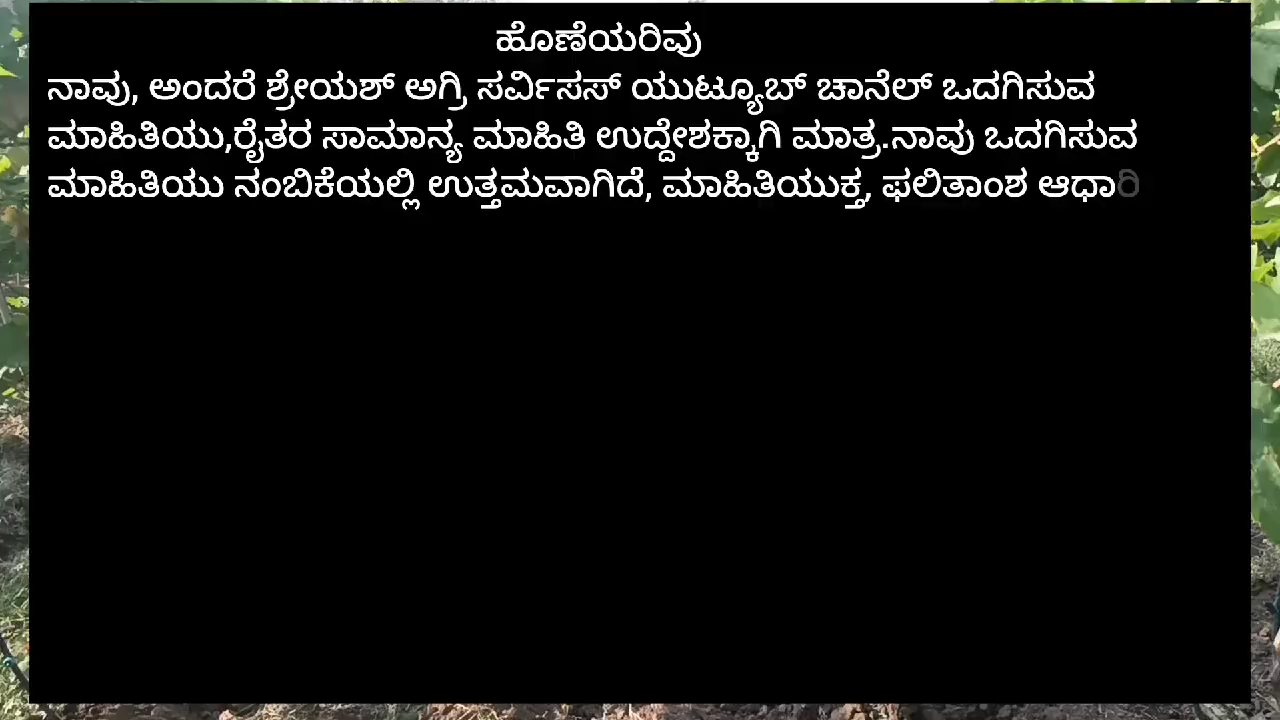 ಹೊಣೆಯರಿವು
ನಾವು, ಅಂದರೆ ಶ್ರೇಯಶ್ ಅಗ್ರಿ ಸರ್ವಿಸಸ್ ಯುಟ್ಯೂಬ್ ಚಾನೆಲ್ ಒದಗಿಸುವ
ಮಾಹಿತಿಯು,ರೈತರ ಸಾಮಾನ್ಯ ಮಾಹಿತಿ ಉದ್ದೇಶಕ್ಕಾಗಿ ಮಾತ್ರ.ನಾವು ಒದಗಿಸುವ
ಮಾಹಿತಿಯು ನಂಬಿಕೆಯಲ್ಲಿ ಉತ್ತಮವಾಗಿದೆ, ಮಾಹಿತಿಯುಕ್ತ, ಫಲಿತಾಂಶ ಆಧಾರಿ